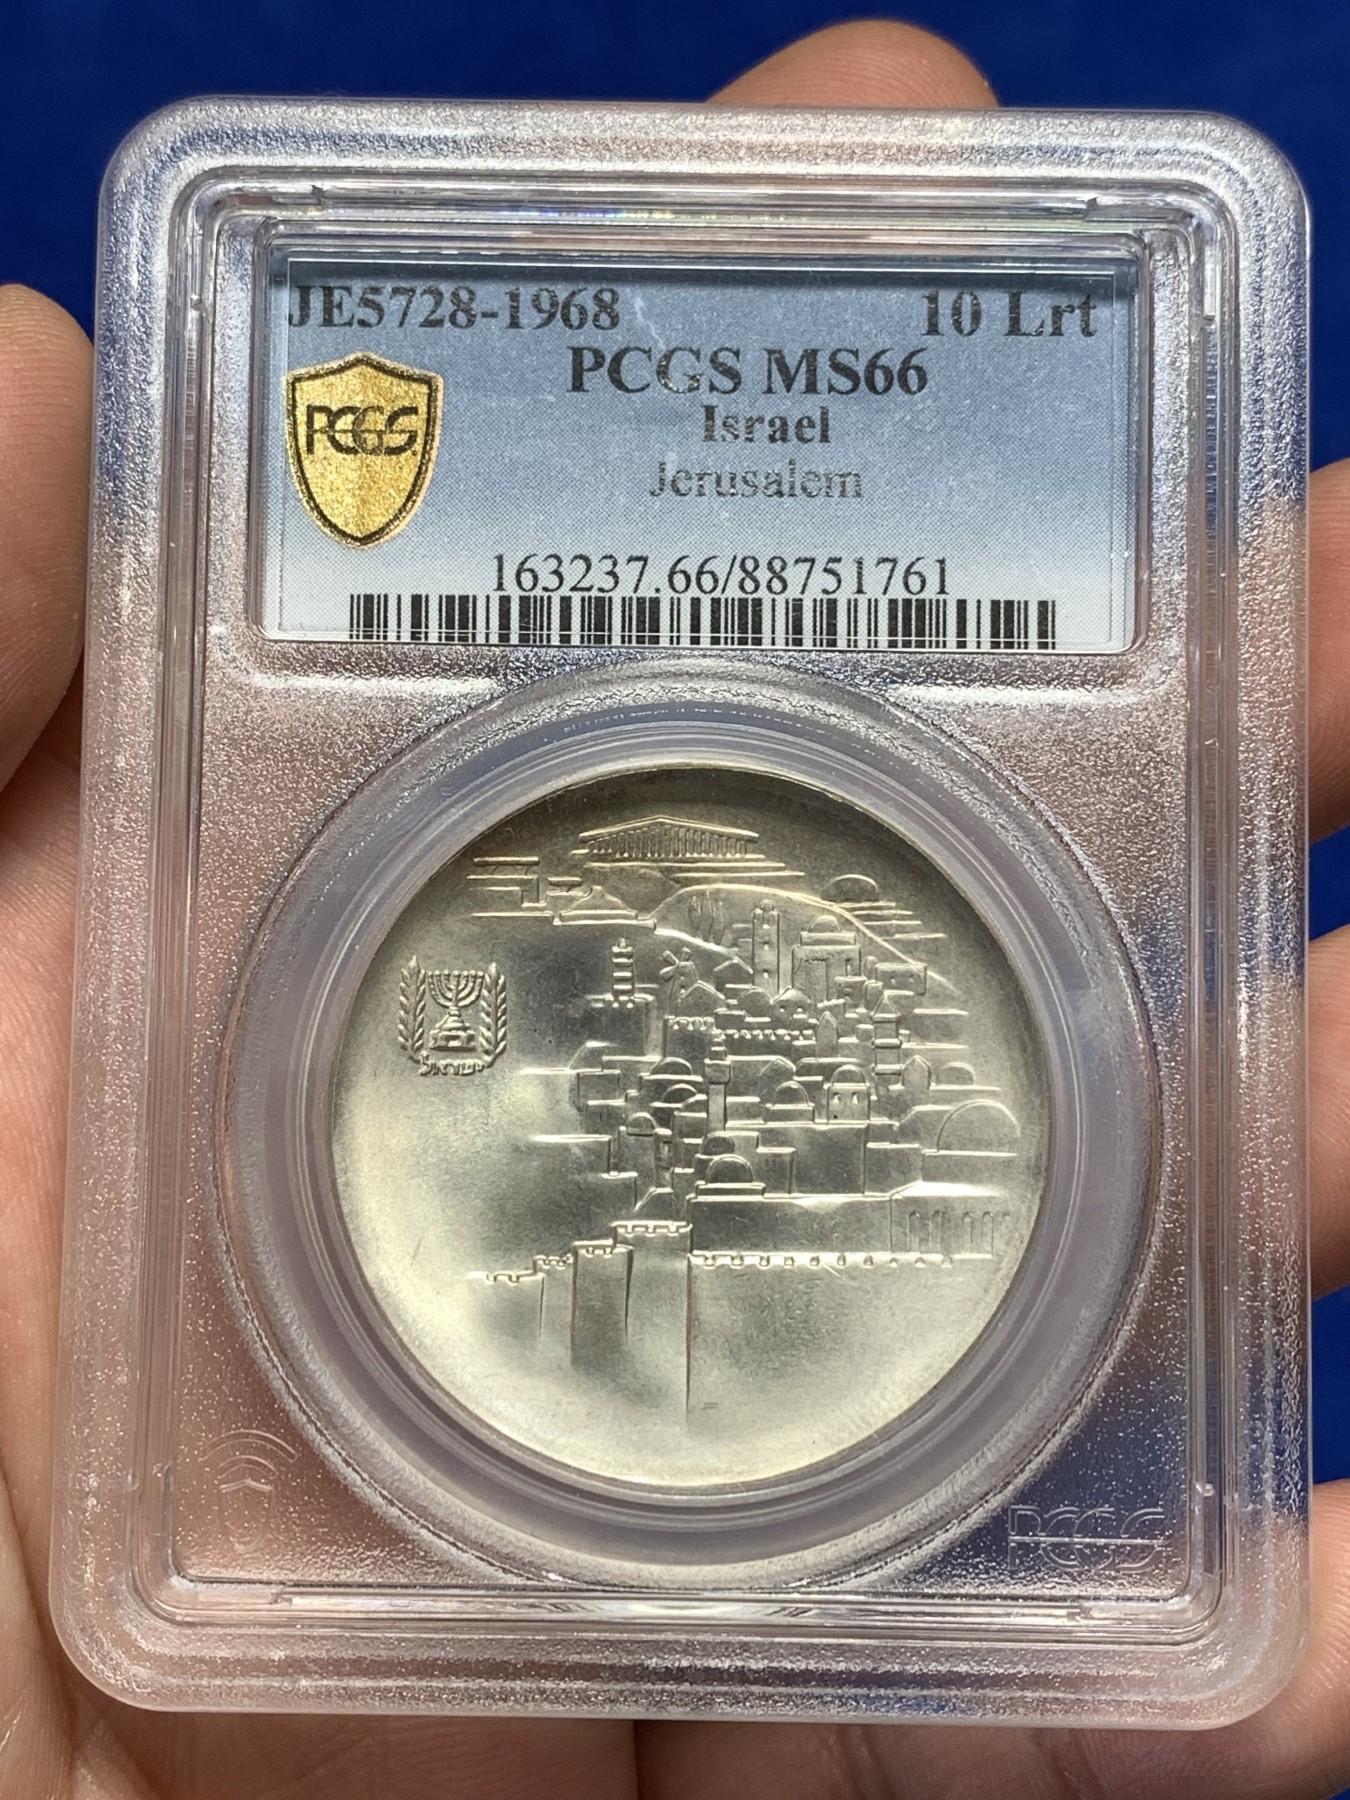 JE5728-1968 10 Lrt
PCGS MS66
Israel
PCGS
Jerusalem
163237.66/88751761
ישראל
PCGS